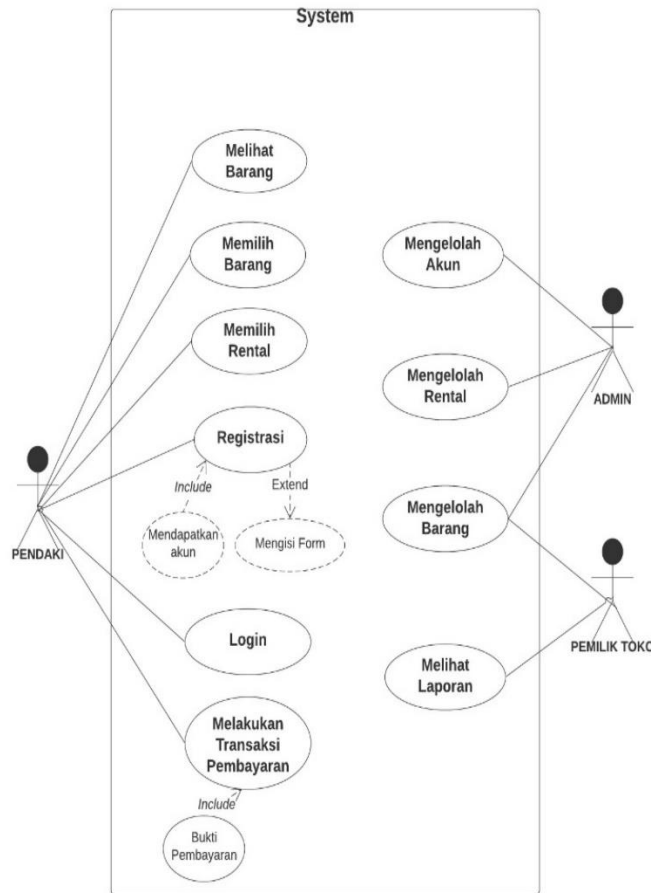 System
Melihat
Barang
Memilih
Barang
Memilih
Rental
Registrasi
Include
Extend
Mendapatkan
akun
Mengisi Form
PENDAKI
Login
Melakukan
Transaksi
Pembayaran
Include
Bukti
Pembayaran
Mengelolah
Akun
Mengelolah
Rental
ADMIN
Mengelolah
Barang
PEMILIK TOKO
Melihat
Laporan